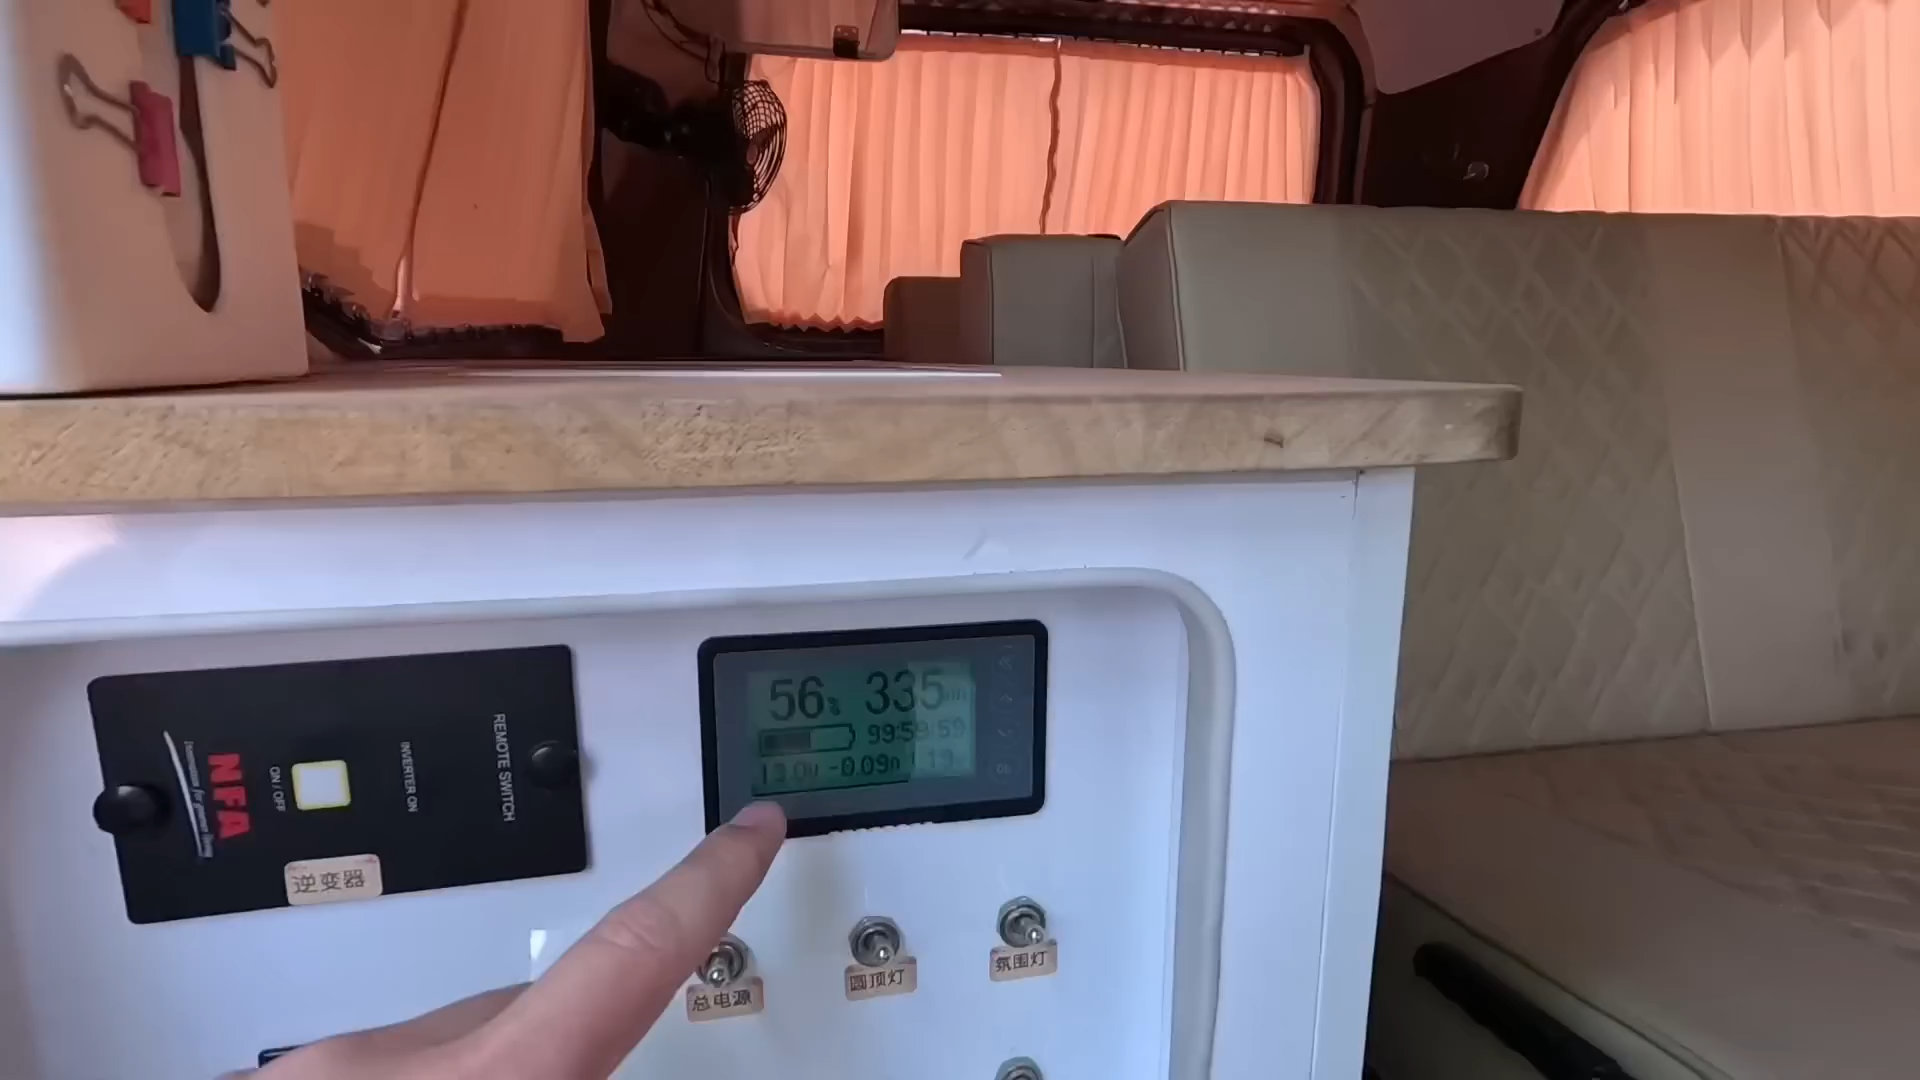 NFA
ON / OFF
INVERTER ON
REMOTE SWITCH
逆变器
56% 335
99:59:59
13.0v -0.09A
总电源
圆顶灯
氛围灯